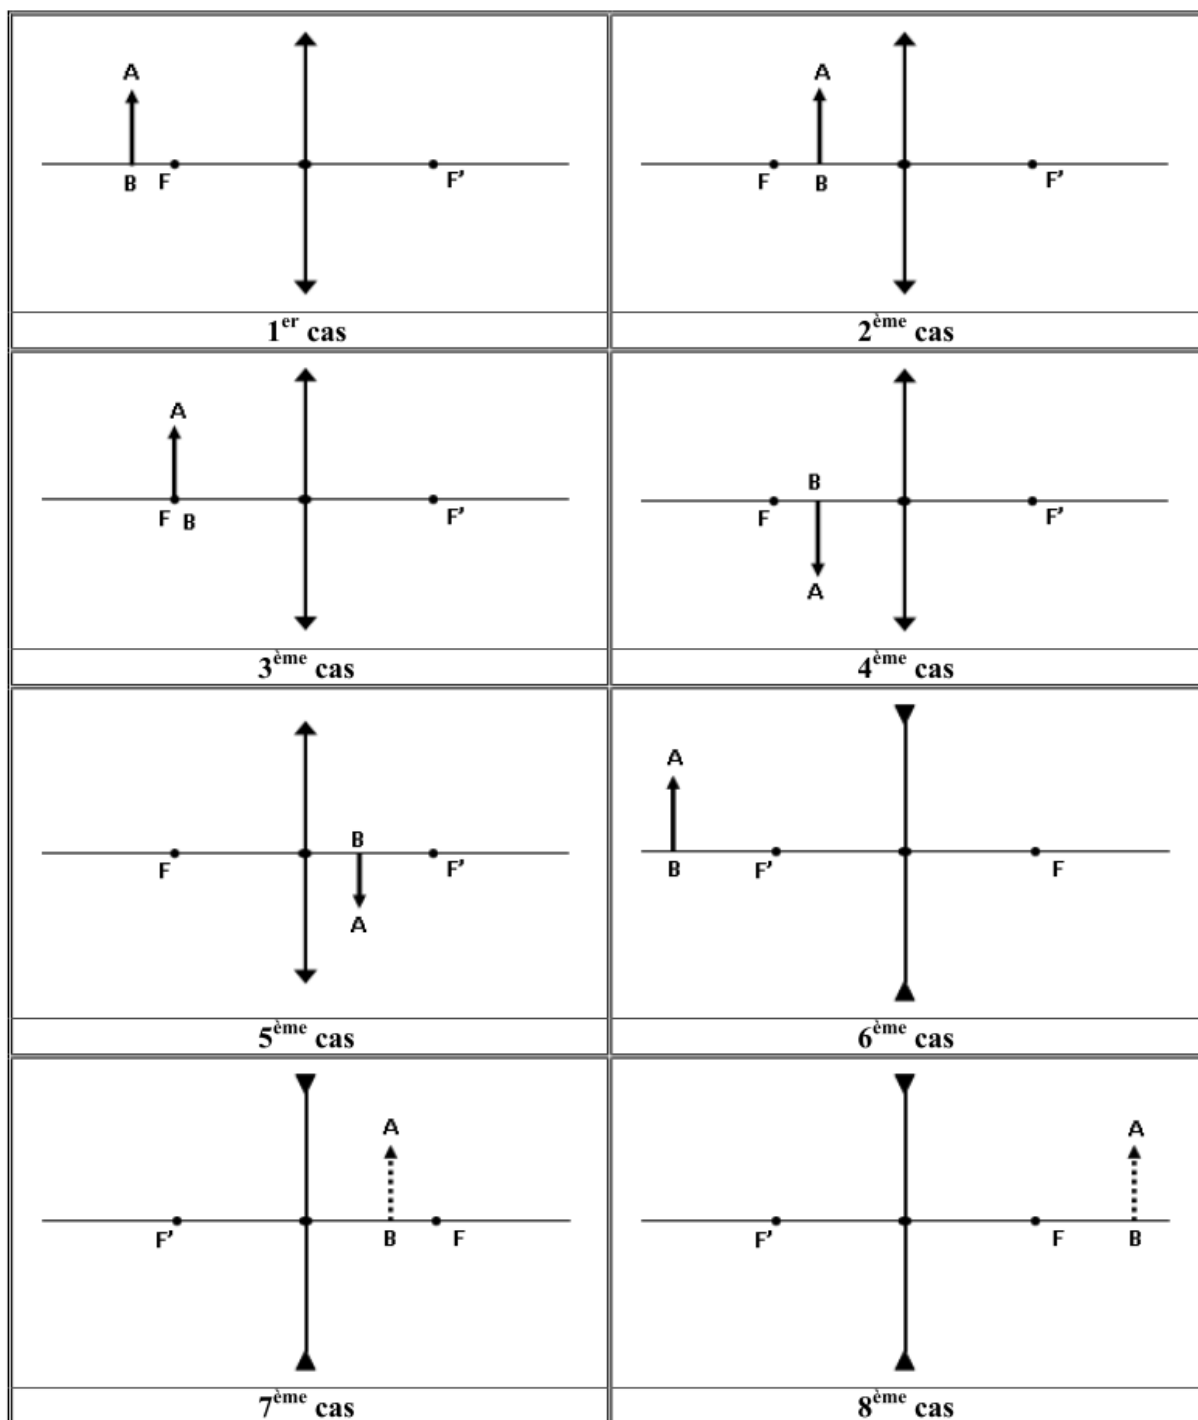 A
B F F'
1er cas
A
F B F'
2ème cas
A
F B F'
3ème cas
B
F F'
A
4ème cas
B
F F'
A
5ème cas
A
B F' F
6ème cas
A
F' B F
7ème cas
A
F' F B
8ème cas